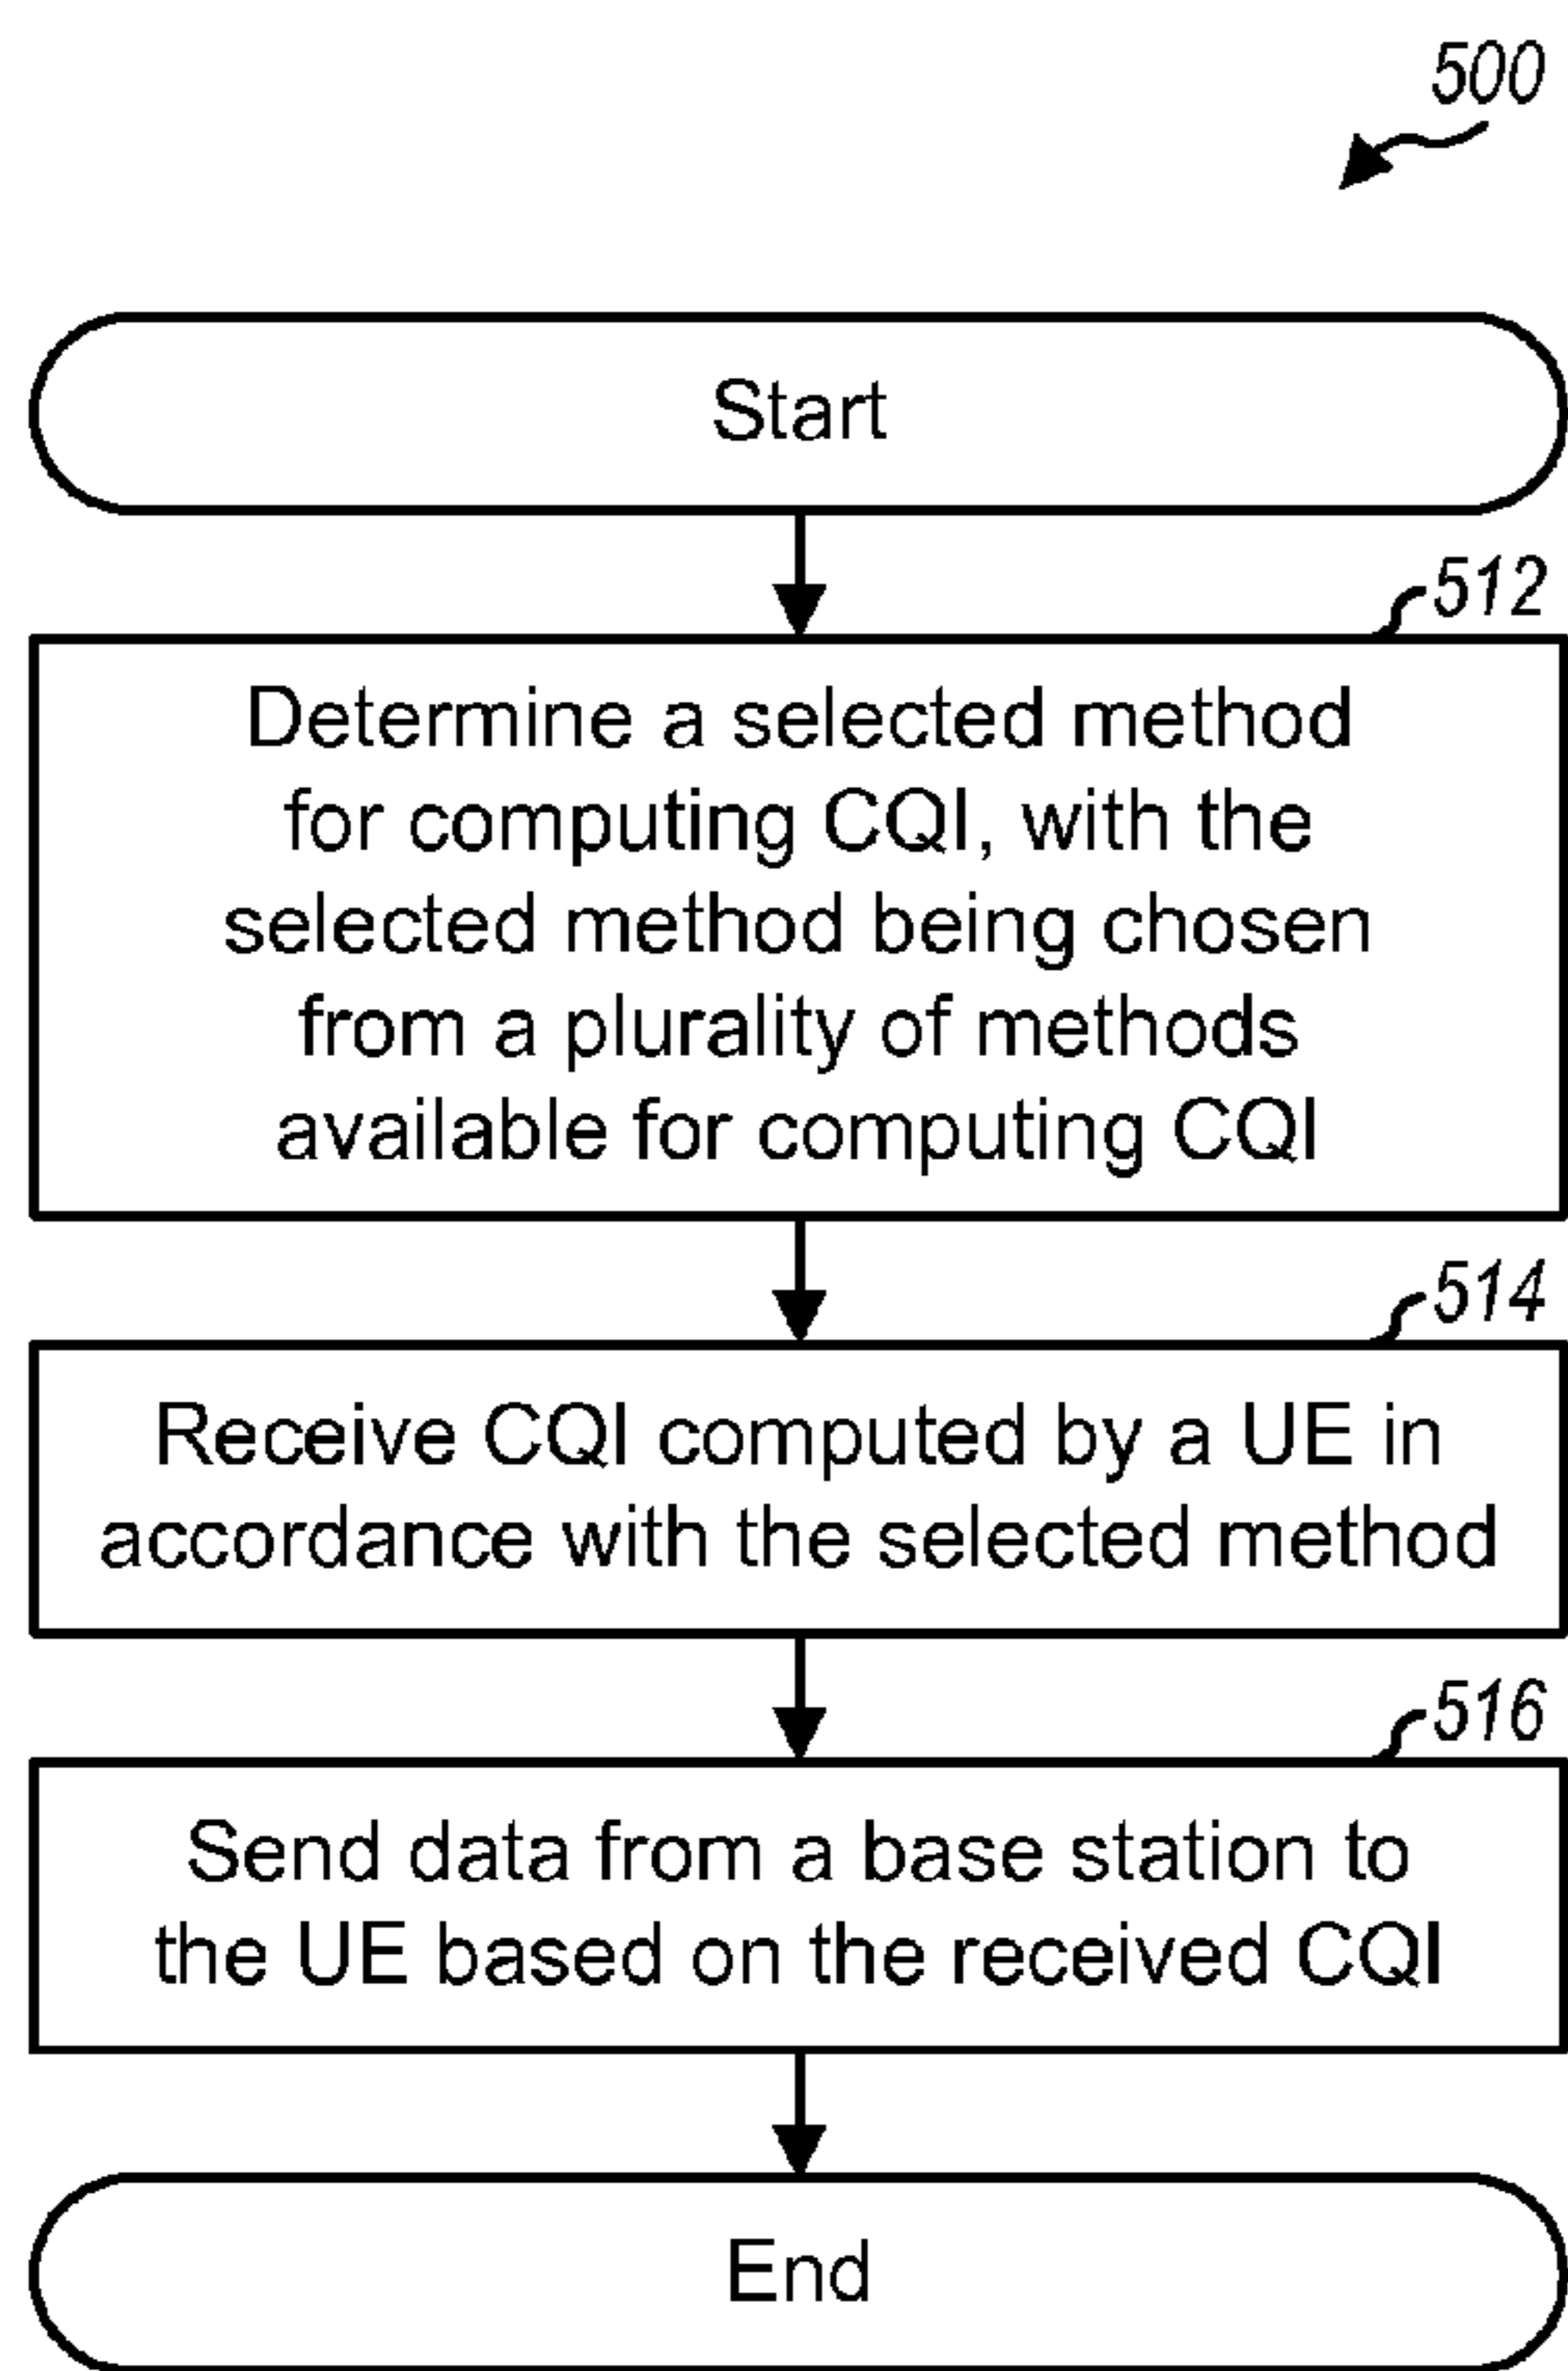 500
Start
512
Determine a selected method
for computing CQI, with the
selected method being chosen
from a plurality of methods
available for computing CQI
514
Receive CQI computed by a UE in
accordance with the selected method
516
Send data from a base station to
the UE based on the received CQI
End